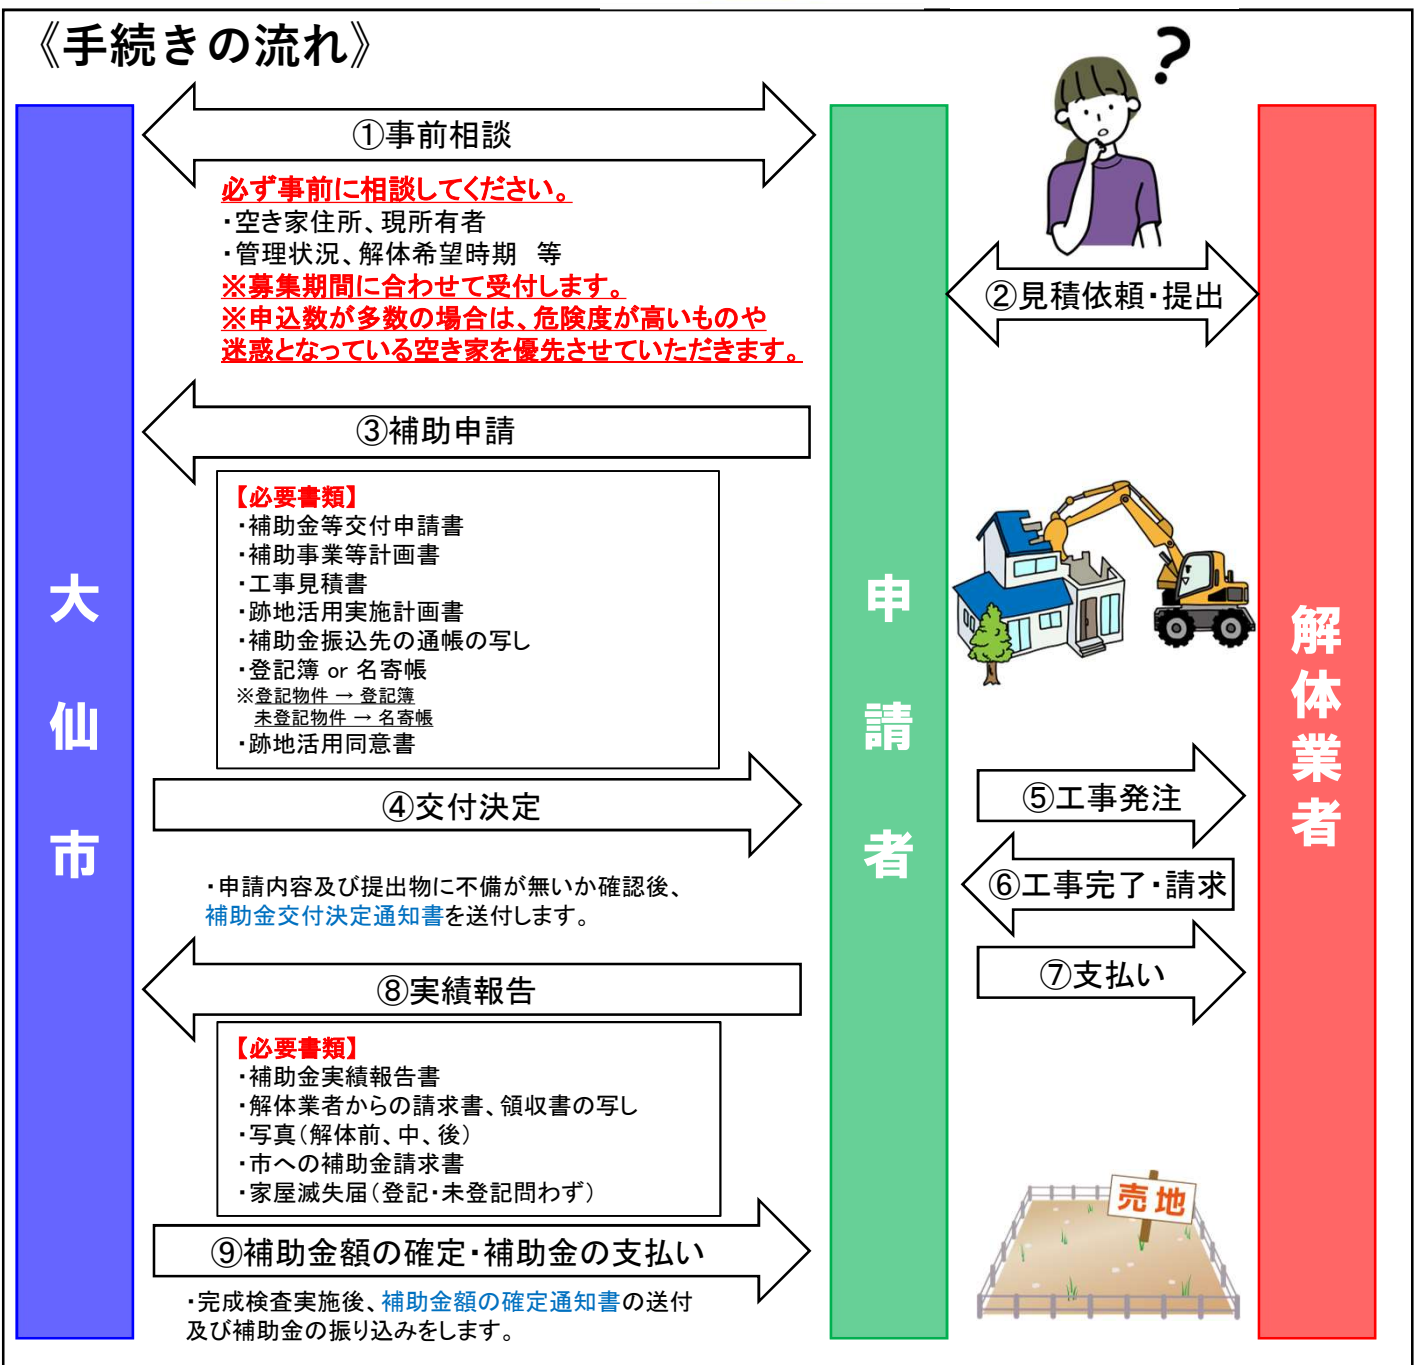 《手続きの流れ》
?
①事前相談
必ず事前に相談してください。
・空き家住所、現所有者
・管理状況、解体希望時期　等
※募集期間に合わせて受付します。
※申込数が多数の場合は、危険度が高いものや
迷惑となっている空き家を優先させていただきます。
②見積依頼・提出
③補助申請
【必要書類】
・補助金等交付申請書
・補助事業等計画書
・工事見積書
・跡地活用実施計画書
・補助金振込先の通帳の写し
・登記簿 or 名寄帳
※登記物件 → 登記簿
未登記物件 → 名寄帳
・跡地活用同意書
大仙市
申請者
解体業者
④交付決定
・申請内容及び提出物に不備が無いか確認後、
補助金交付決定通知書を送付します。
⑤工事発注
⑥工事完了・請求
⑦支払い
⑧実績報告
【必要書類】
・補助金実績報告書
・解体業者からの請求書、領収書の写し
・写真（解体前、中、後）
・市への補助金請求書
・家屋滅失届（登記・未登記問わず）
売地
⑨補助金額の確定・補助金の支払い
・完成検査実施後、補助金額の確定通知書の送付
及び補助金の振り込みをします。